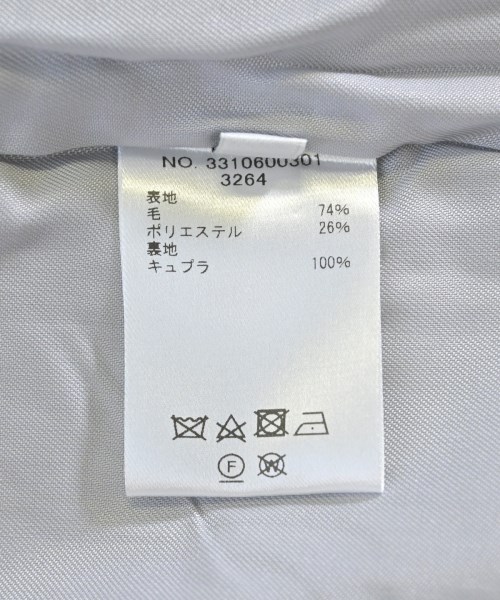 NO. 3310600301
3264
表地
毛 74%
ポリエステル 26%
裏地
キュプラ 100%
F
W